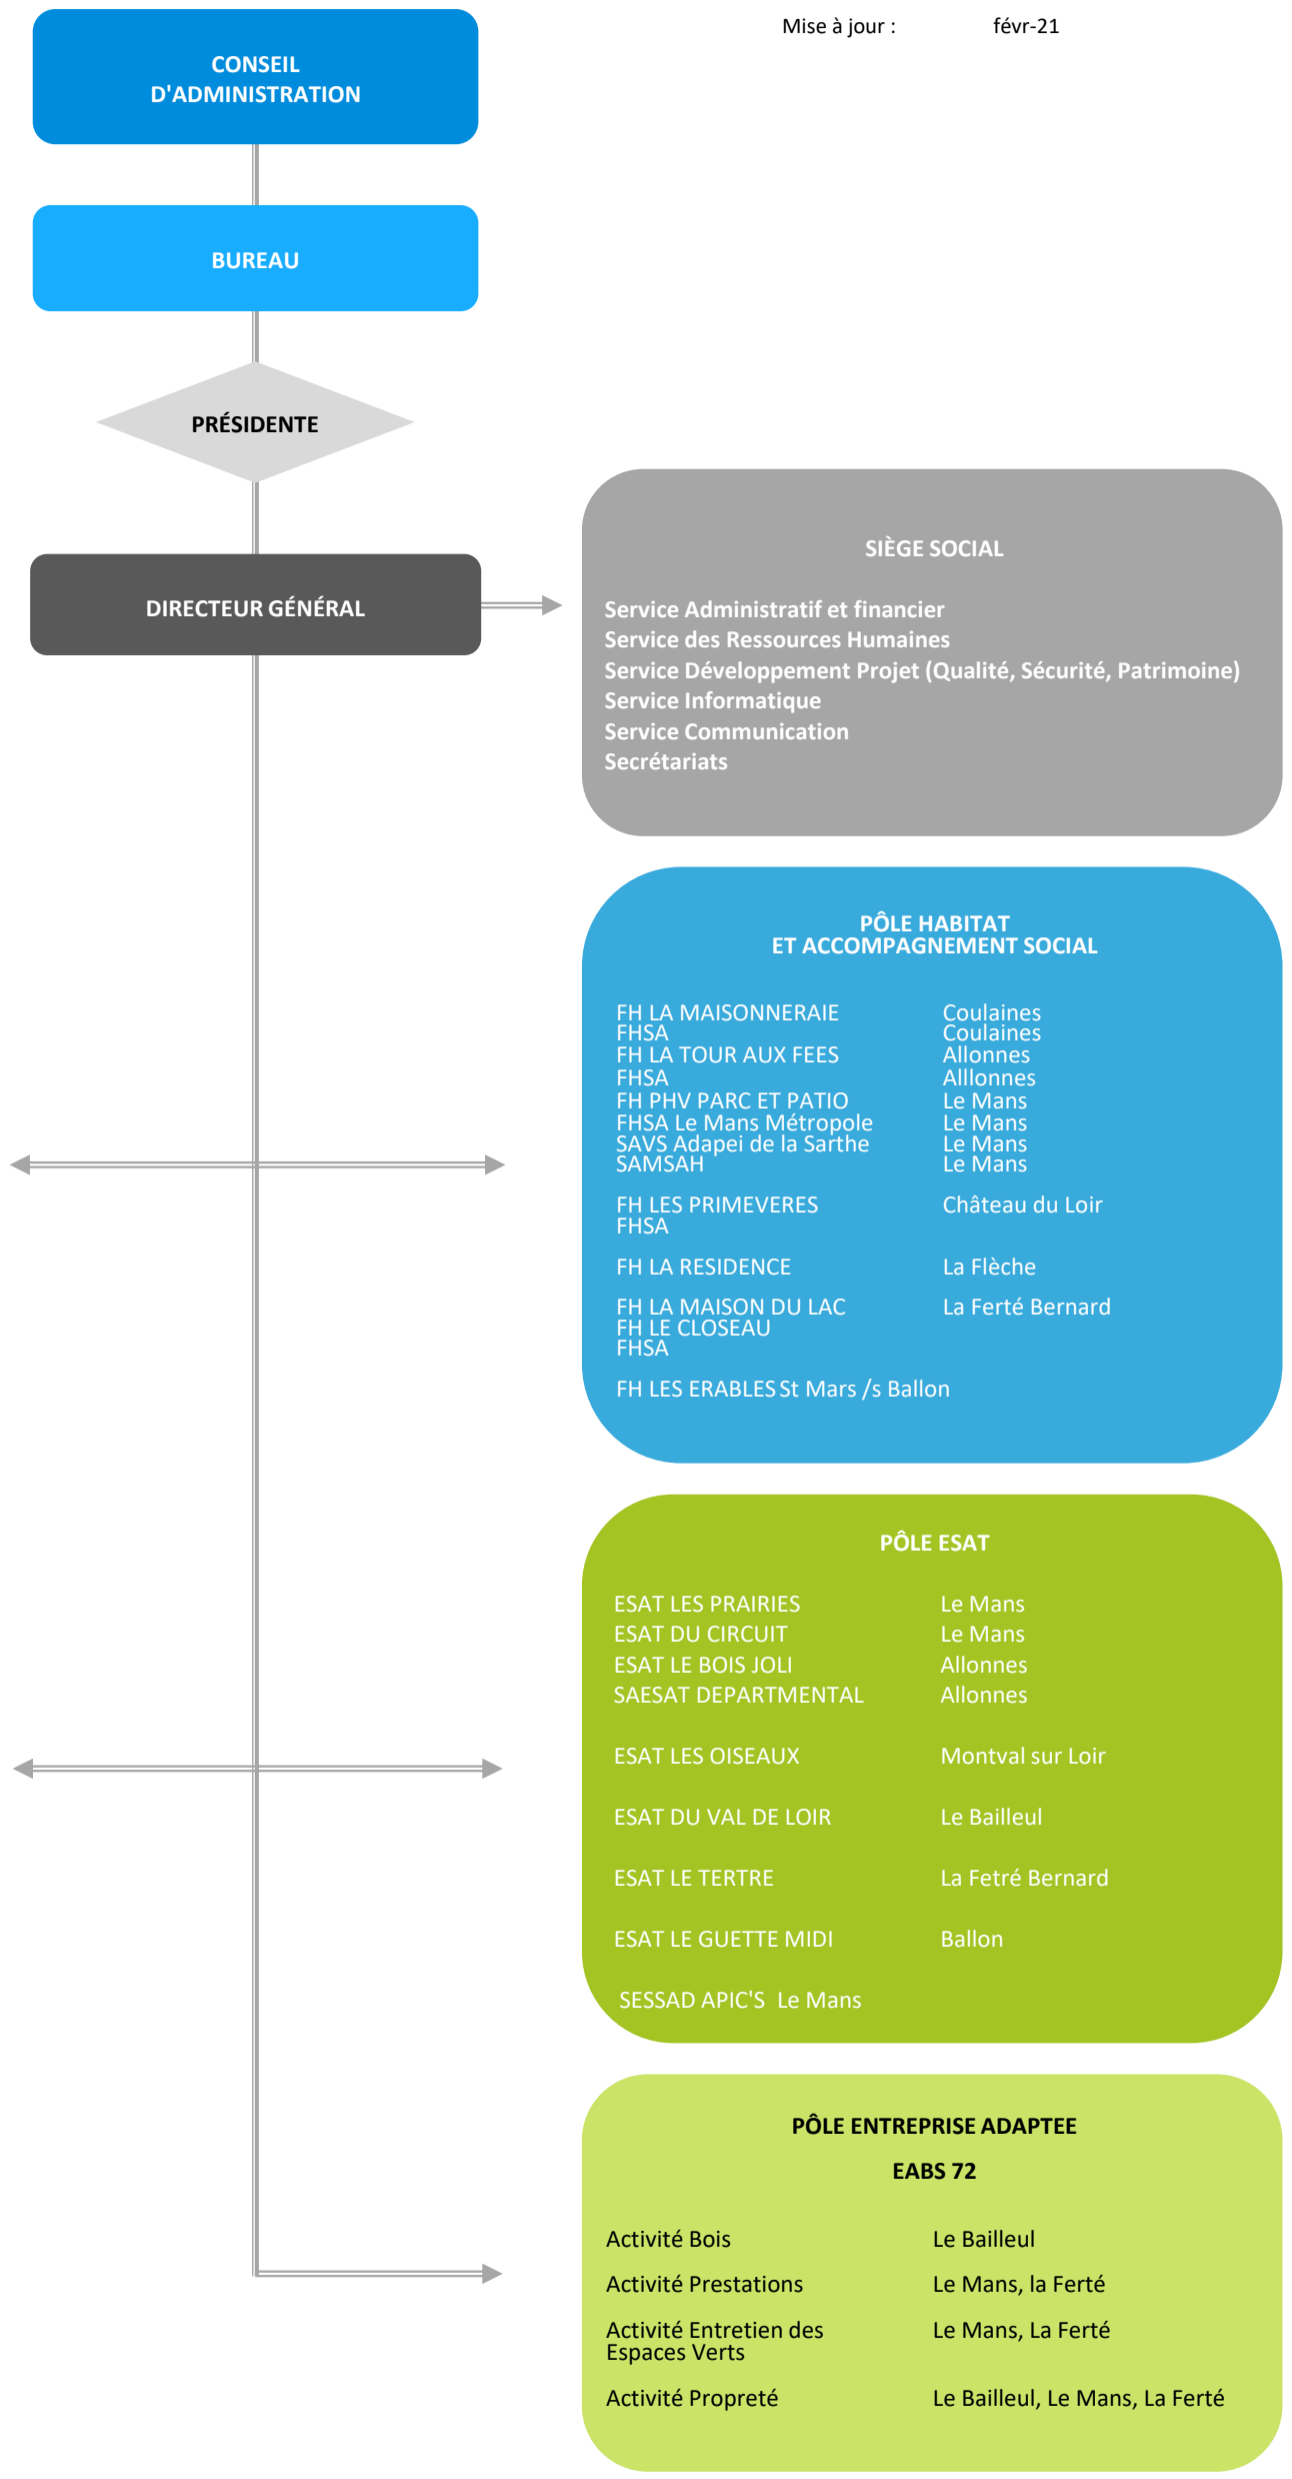 Mise à jour : févr-21
CONSEIL
D'ADMINISTRATION
BUREAU
PRÉSIDENTE
DIRECTEUR GÉNÉRAL
SIÈGE SOCIAL
Service Administratif et financier
Service des Ressources Humaines
Service Développement Projet (Qualité, Sécurité, Patrimoine)
Service Informatique
Service Communication
Secrétariats
PÔLE HABITAT
ET ACCOMPAGNEMENT SOCIAL
FH LA MAISONNERAIE Coulaines
FHSA Coulaines
FH LA TOUR AUX FEES Allonnes
FHSA Alllonnes
FH PHV PARC ET PATIO Le Mans
FHSA Le Mans Métropole Le Mans
SAVS Adapei de la Sarthe Le Mans
SAMSAH Le Mans
FH LES PRIMEVERES Château du Loir
FHSA
FH LA RESIDENCE La Flèche
FH LA MAISON DU LAC La Ferté Bernard
FH LE CLOSEAU
FHSA
FH LES ERABLES St Mars /s Ballon
PÔLE ESAT
ESAT LES PRAIRIES Le Mans
ESAT DU CIRCUIT Le Mans
ESAT LE BOIS JOLI Allonnes
SAESAT DEPARTMENTAL Allonnes
ESAT LES OISEAUX Montval sur Loir
ESAT DU VAL DE LOIR Le Bailleul
ESAT LE TERTRE La Fetré Bernard
ESAT LE GUETTE MIDI Ballon
SESSAD APIC'S Le Mans
PÔLE ENTREPRISE ADAPTEE
EABS 72
Activité Bois Le Bailleul
Activité Prestations Le Mans, la Ferté
Activité Entretien des Le Mans, La Ferté
Espaces Verts
Activité Propreté Le Bailleul, Le Mans, La Ferté